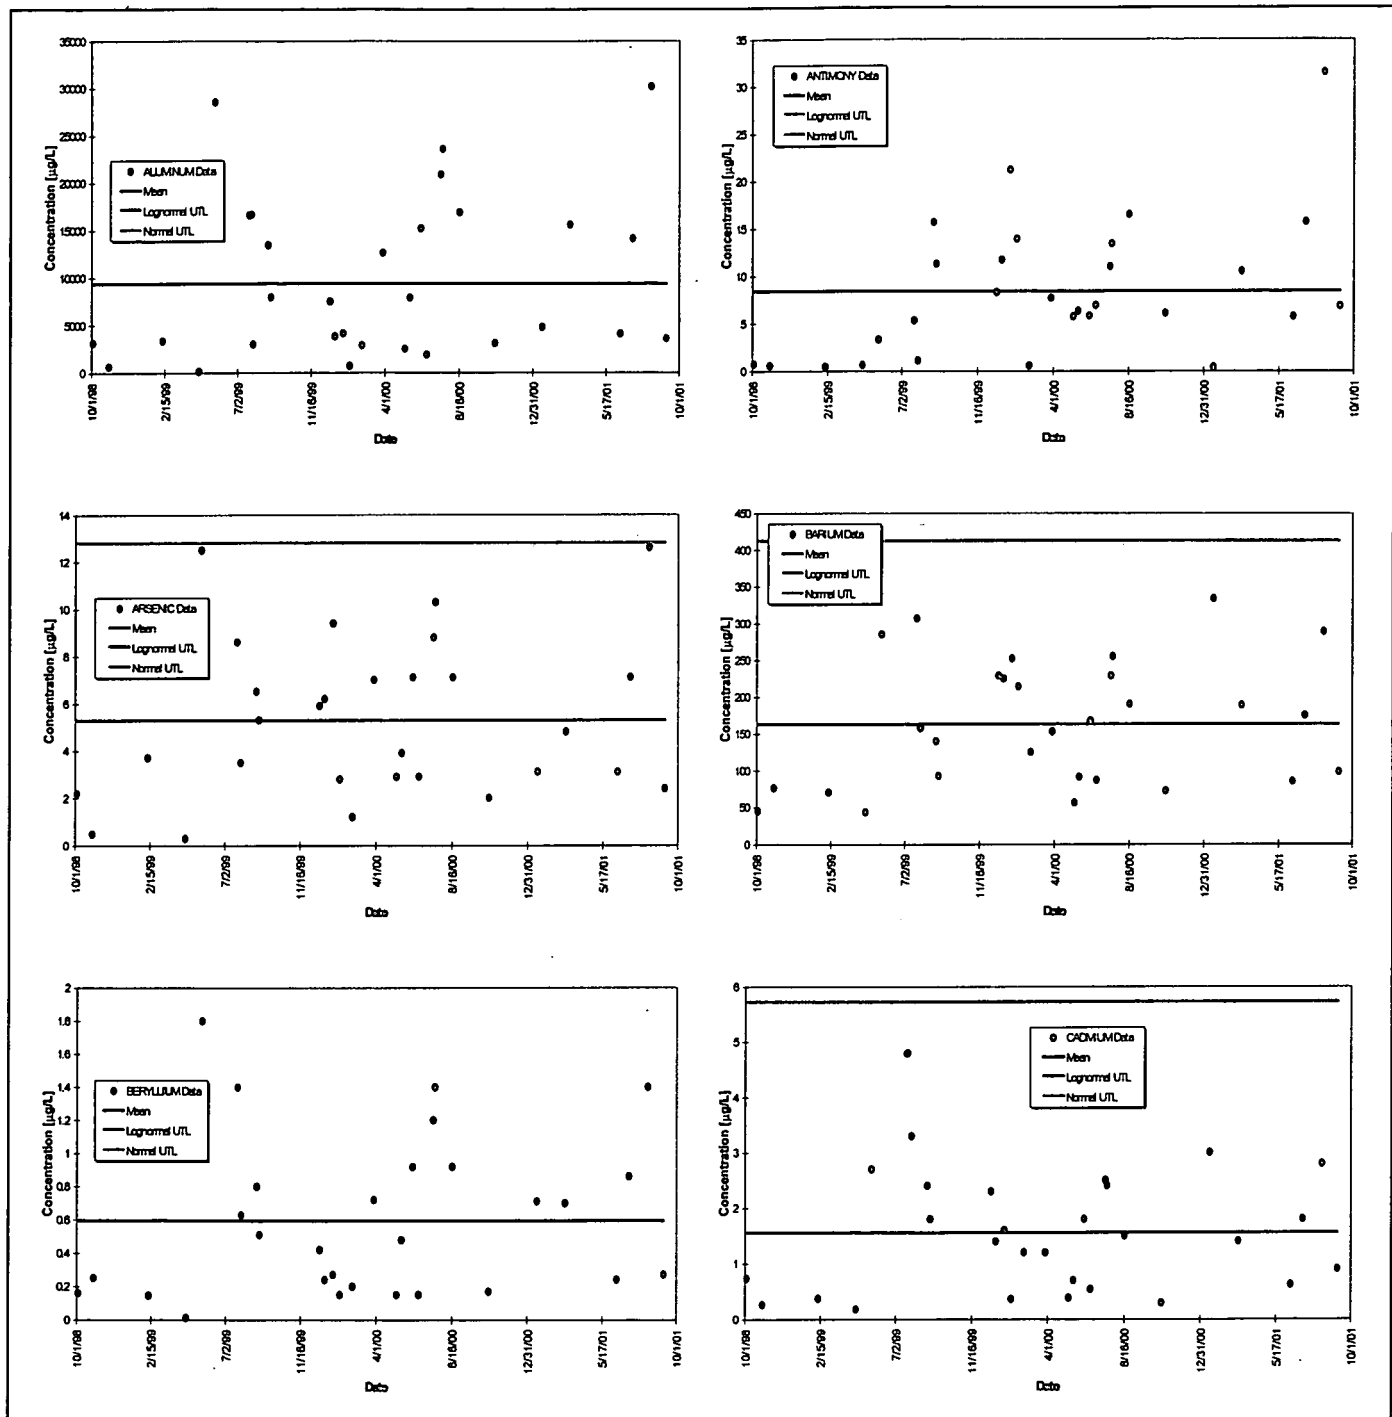 35000
30000
25000
20000
15000
10000
5000
0
Concentration [µg/L]
ALUMINUM Data
Mean
Lognormal UTL
Normal UTL
10/1/98
2/15/99
7/2/99
11/16/99
4/1/00
8/16/00
12/31/00
5/17/01
10/1/01
Date
35
30
25
20
15
10
5
0
Concentration [µg/L]
ANTIMONY Data
Mean
Lognormal UTL
Normal UTL
10/1/98
2/15/99
7/2/99
11/16/99
4/1/00
8/16/00
12/31/00
5/17/01
10/1/01
Date
14
12
10
8
6
4
2
0
Concentration [µg/L]
ARSENIC Data
Mean
Lognormal UTL
Normal UTL
10/1/98
2/15/99
7/2/99
11/16/99
4/1/00
8/16/00
12/31/00
5/17/01
10/1/01
Date
450
400
350
300
250
200
150
100
50
0
Concentration [µg/L]
BARIUM Data
Mean
Lognormal UTL
Normal UTL
10/1/98
2/15/99
7/2/99
11/16/99
4/1/00
8/16/00
12/31/00
5/17/01
10/1/01
Date
2
1.8
1.6
1.4
1.2
1
0.8
0.6
0.4
0.2
0
Concentration [µg/L]
BERYLLIUM Data
Mean
Lognormal UTL
Normal UTL
10/1/98
2/15/99
7/2/99
11/16/99
4/1/00
8/16/00
12/31/00
5/17/01
10/1/01
Date
6
5
4
3
2
1
0
Concentration [µg/L]
CADMIUM Data
Mean
Lognormal UTL
Normal UTL
10/1/98
2/15/99
7/2/99
11/16/99
4/1/00
8/16/00
12/31/00
5/17/01
10/1/01
Date